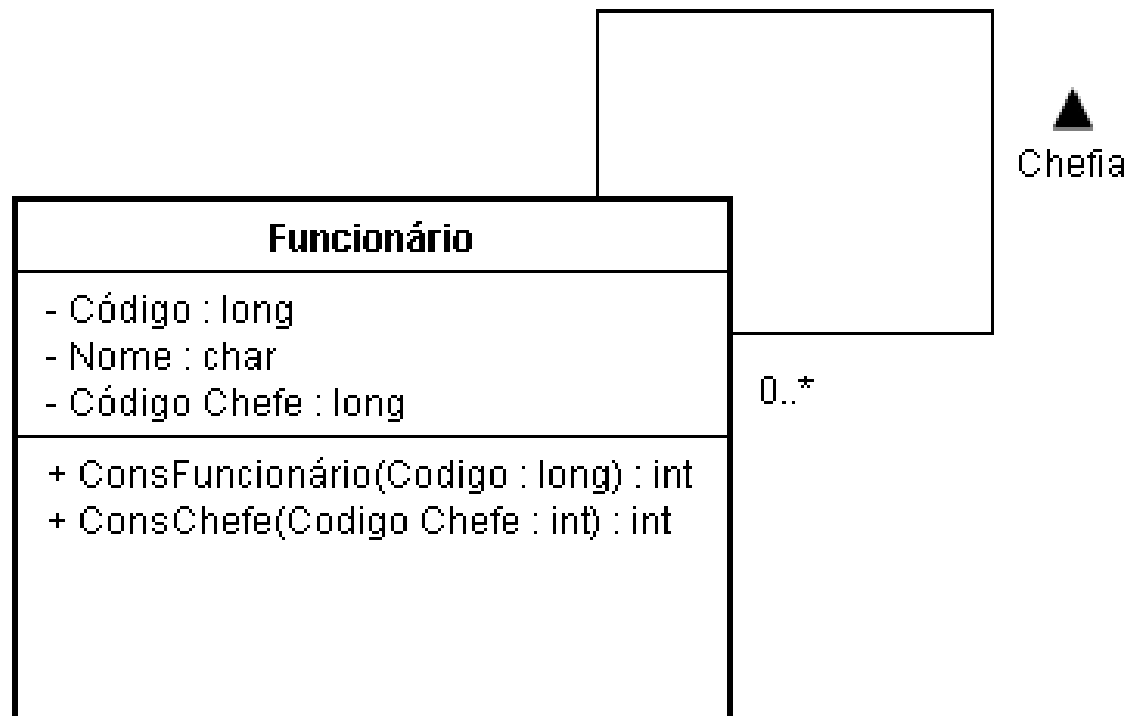 Chefia
Funcionário
- Código : long
- Nome : char
- Código Chefe : long
0..*
+ ConsFuncionário(Codigo : long) : int
+ ConsChefe(Codigo Chefe : int) : int